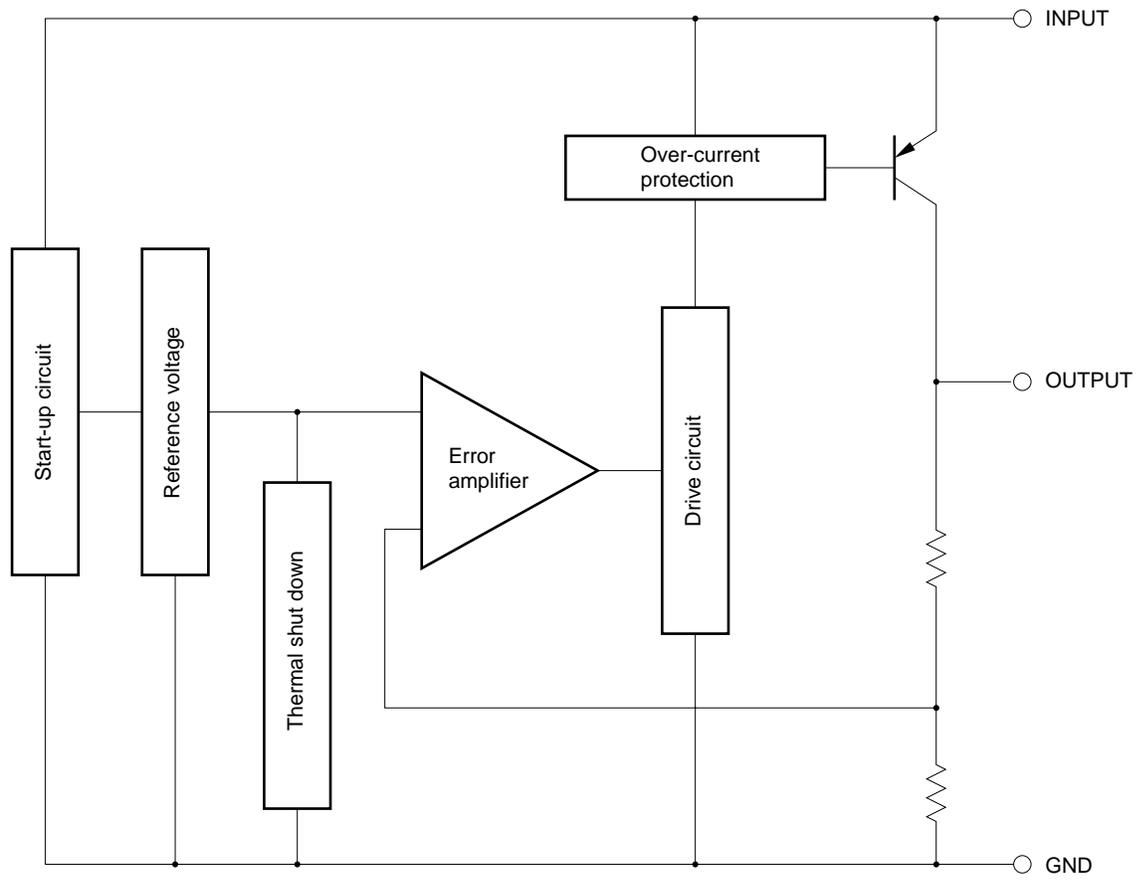 INPUT
Over-current
protection
Start-up circuit
Reference voltage
OUTPUT
Error
amplifier
Drive circuit
Thermal shut down
GND